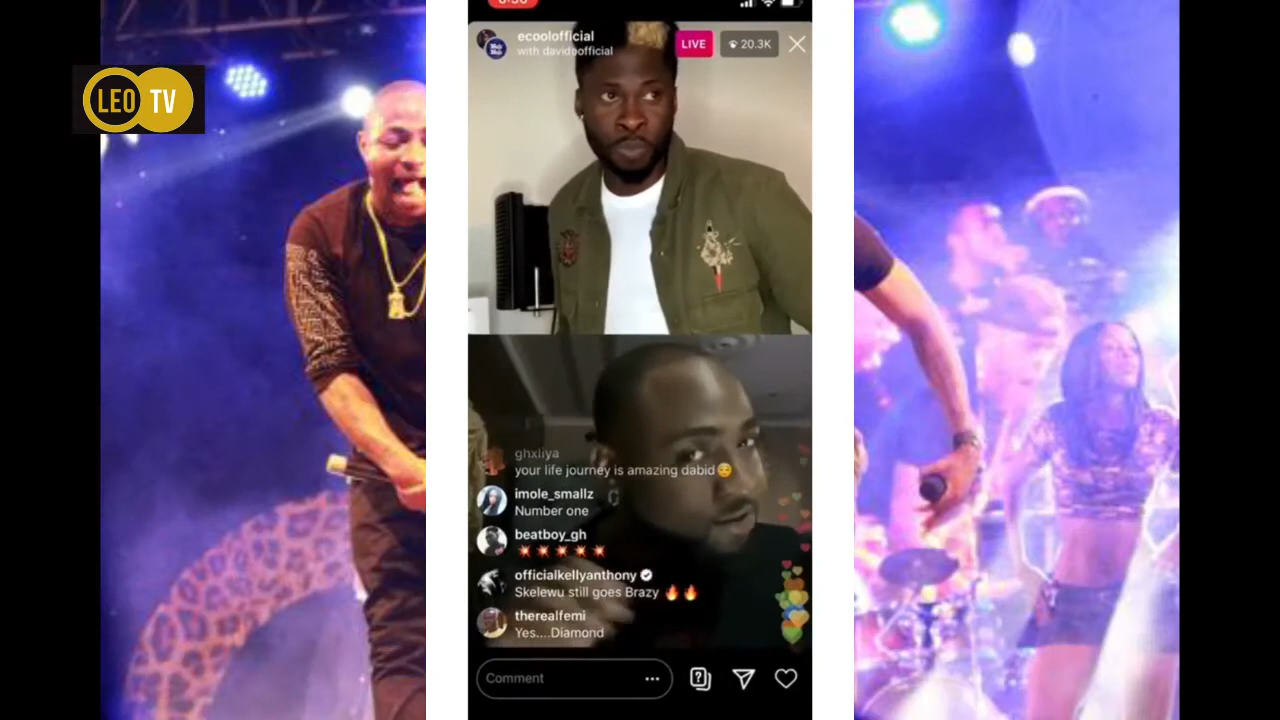 LEO TV
ecoolofficial
with davidoofficial
LIVE
20.3K
ghxliya
your life journey is amazing dabid😌
imole_smallz
Number one
beatboy_gh
💥💥💥💥💥
officialkellyanthony
Skelewu still goes Brazy 🔥🔥
therealfemi
Yes....Diamond
Comment